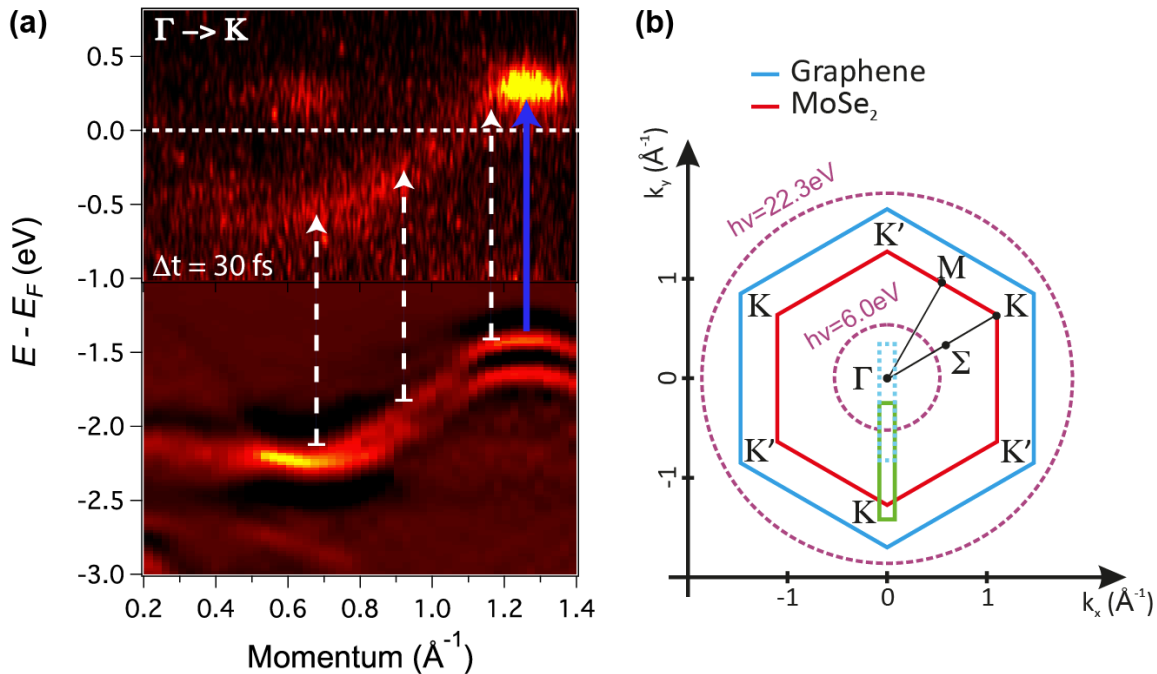 (a)
Γ -> K
0.5
0.0
-0.5
-1.0
-1.5
-2.0
-2.5
-3.0
E - E_F (eV)
Δt = 30 fs
0.2 0.4 0.6 0.8 1.0 1.2 1.4
Momentum (Å⁻¹)
(b)
Graphene
MoSe₂
k_y (Å⁻¹)
hν=22.3eV
K'
M
K
K
hν=6.0eV
1
0
-1
Γ
Σ
K'
K'
K
-1 0 1
k_x (Å⁻¹)